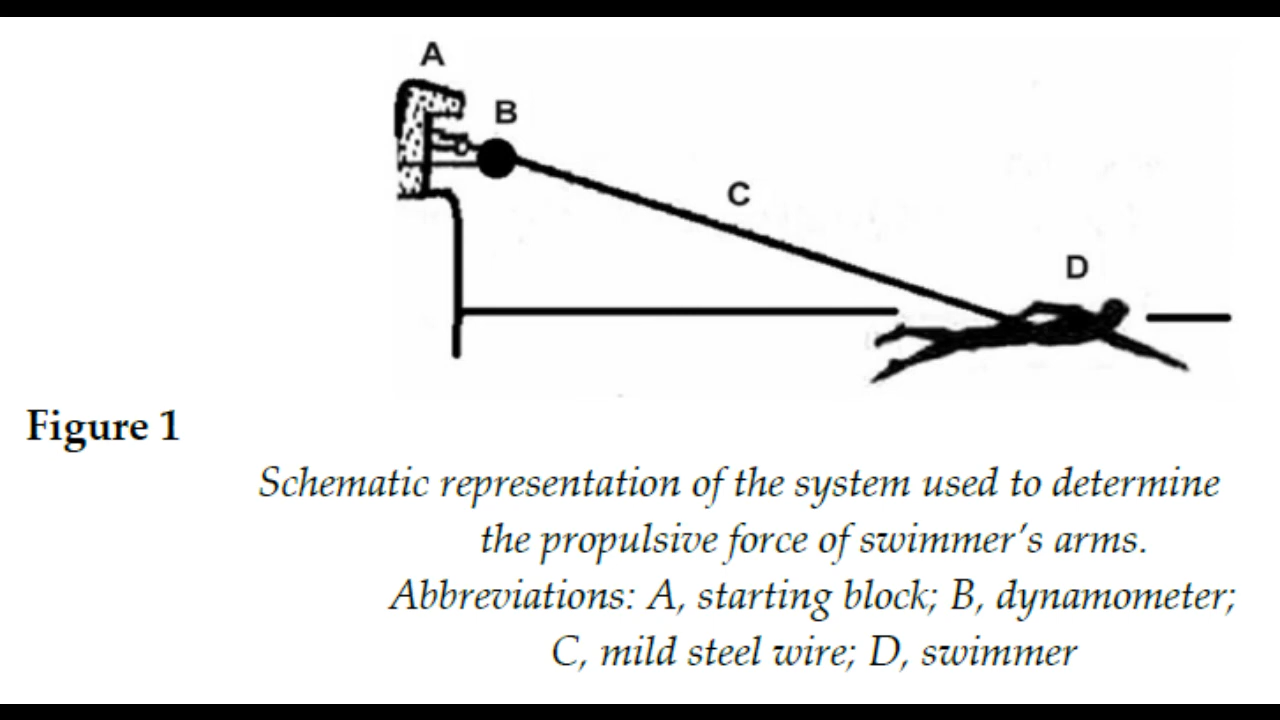 A
B
C
D
Figure 1
Schematic representation of the system used to determine
the propulsive force of swimmer's arms.
Abbreviations: A, starting block; B, dynamometer;
C, mild steel wire; D, swimmer